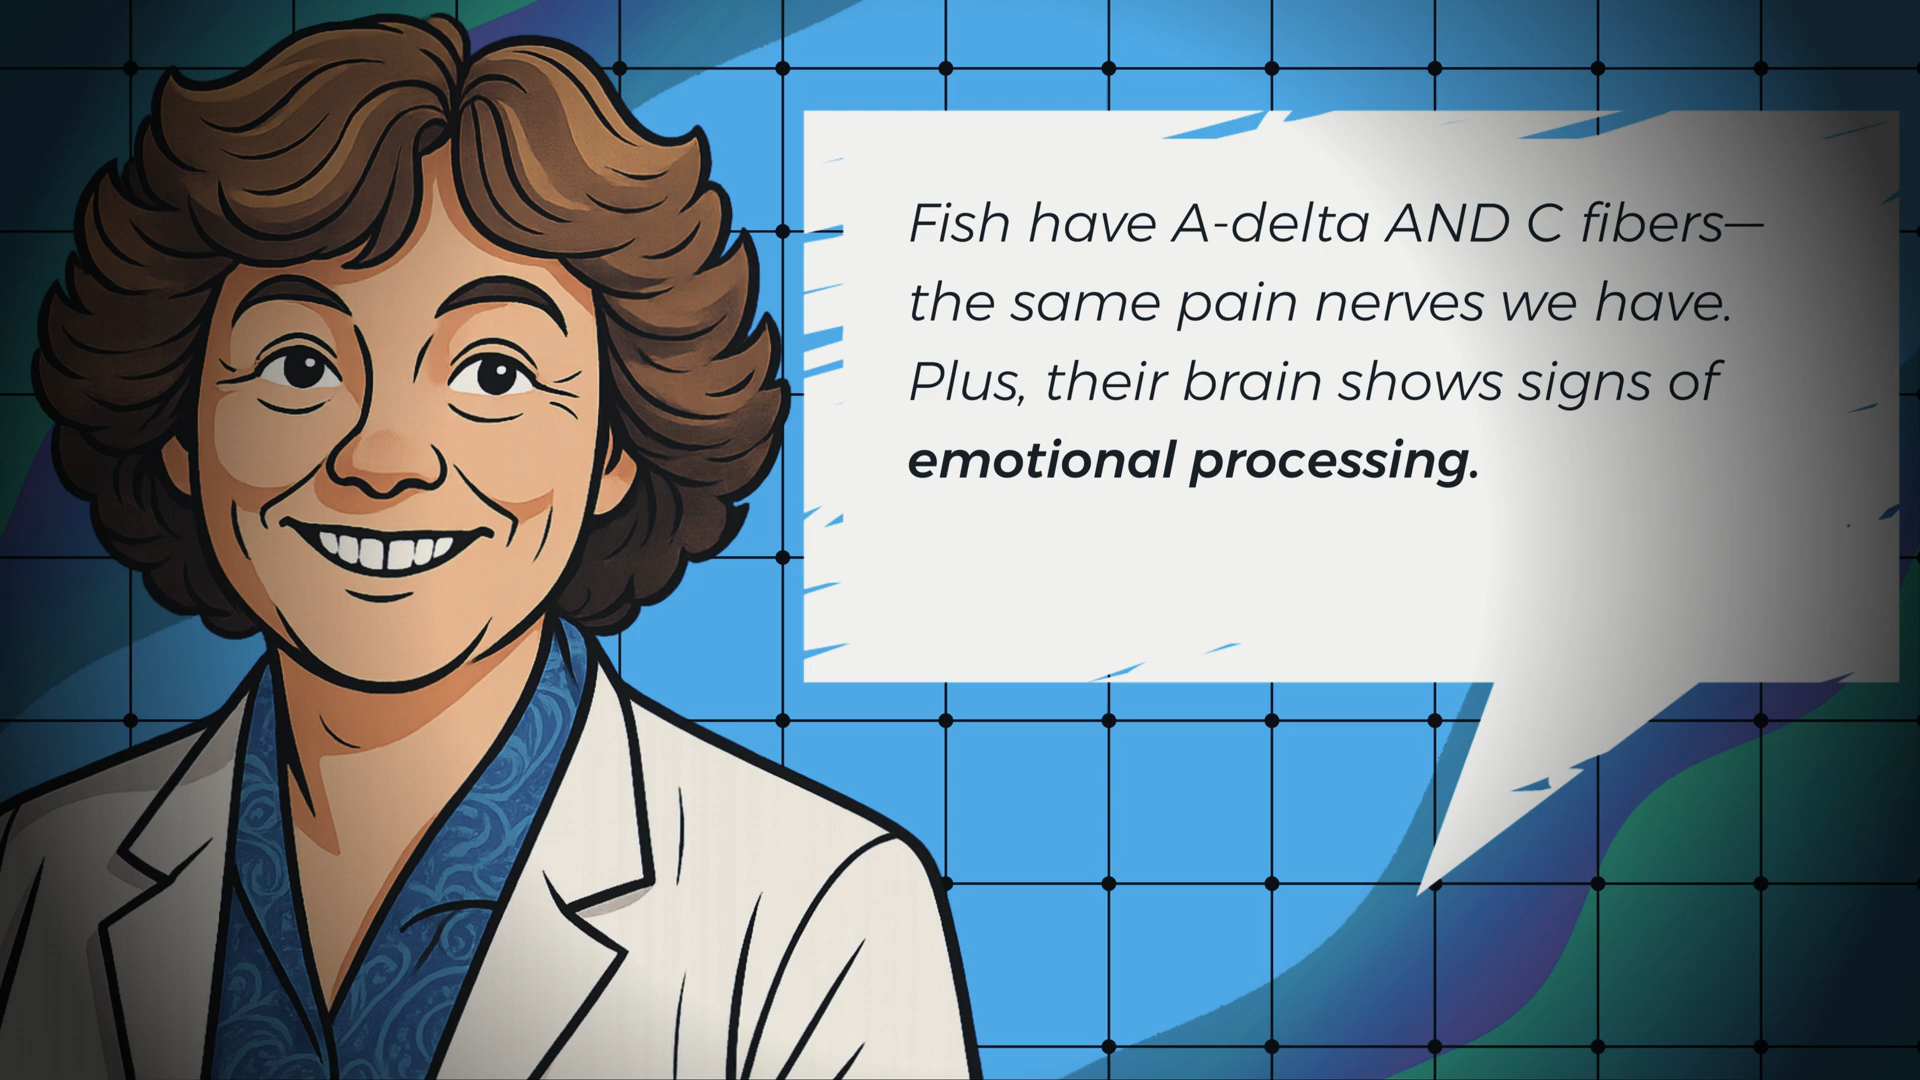 Fish have A-delta AND C fibers—
the same pain nerves we have.
Plus, their brain shows signs of
emotional processing.